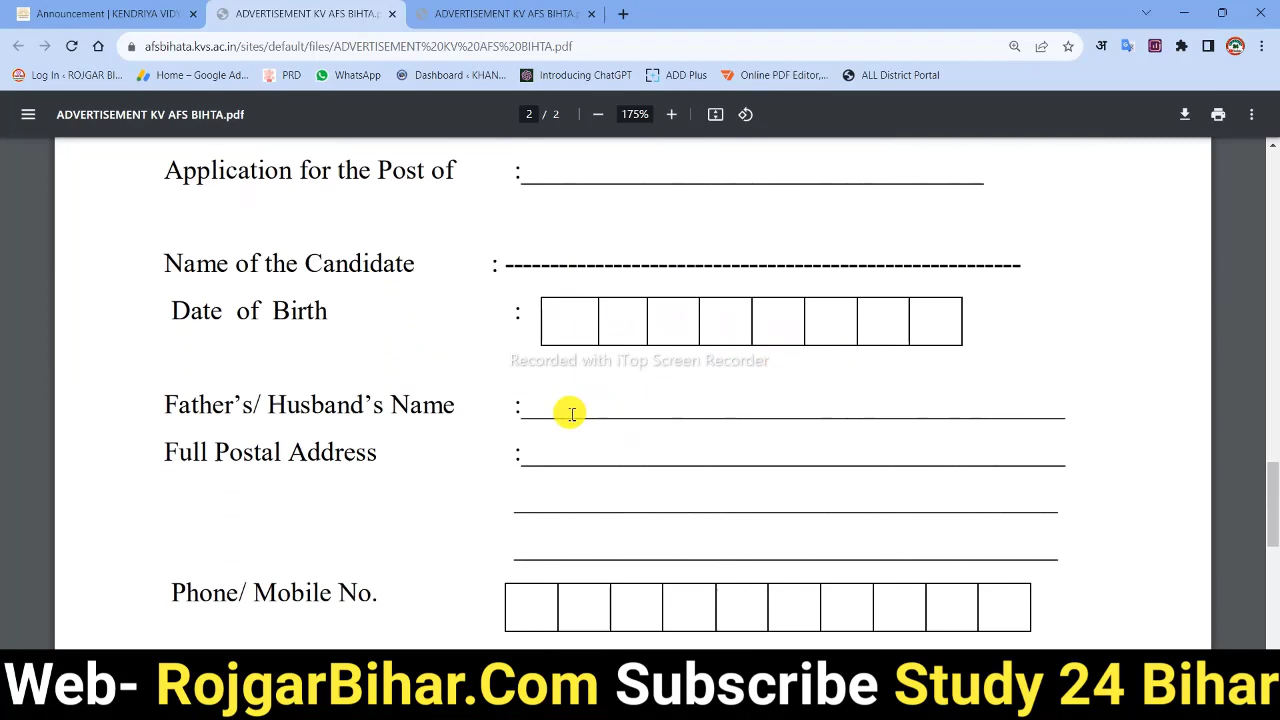 Announcement | KENDRIYA VIDY
ADVERTISEMENT KV AFS BIHTA.p
ADVERTISEMENT KV AFS BIHTA.p
afsbihata.kvs.ac.in/sites/default/files/ADVERTISEMENT%20KV%20AFS%20BIHTA.pdf
अ
Log In ‹ ROJGAR BI...
Home – Google Ad...
PRD
WhatsApp
Dashboard ‹ KHAN...
Introducing ChatGPT
ADD Plus
Online PDF Editor,...
ALL District Portal
ADVERTISEMENT KV AFS BIHTA.pdf
2 / 2
175%
Application for the Post of :
Name of the Candidate : ---------------------------------------------------------
Date of Birth :
Recorded with iTop Screen Recorder
Father’s/ Husband’s Name :
Full Postal Address :
Phone/ Mobile No.
Web- RojgarBihar.Com Subscribe Study 24 Bihar